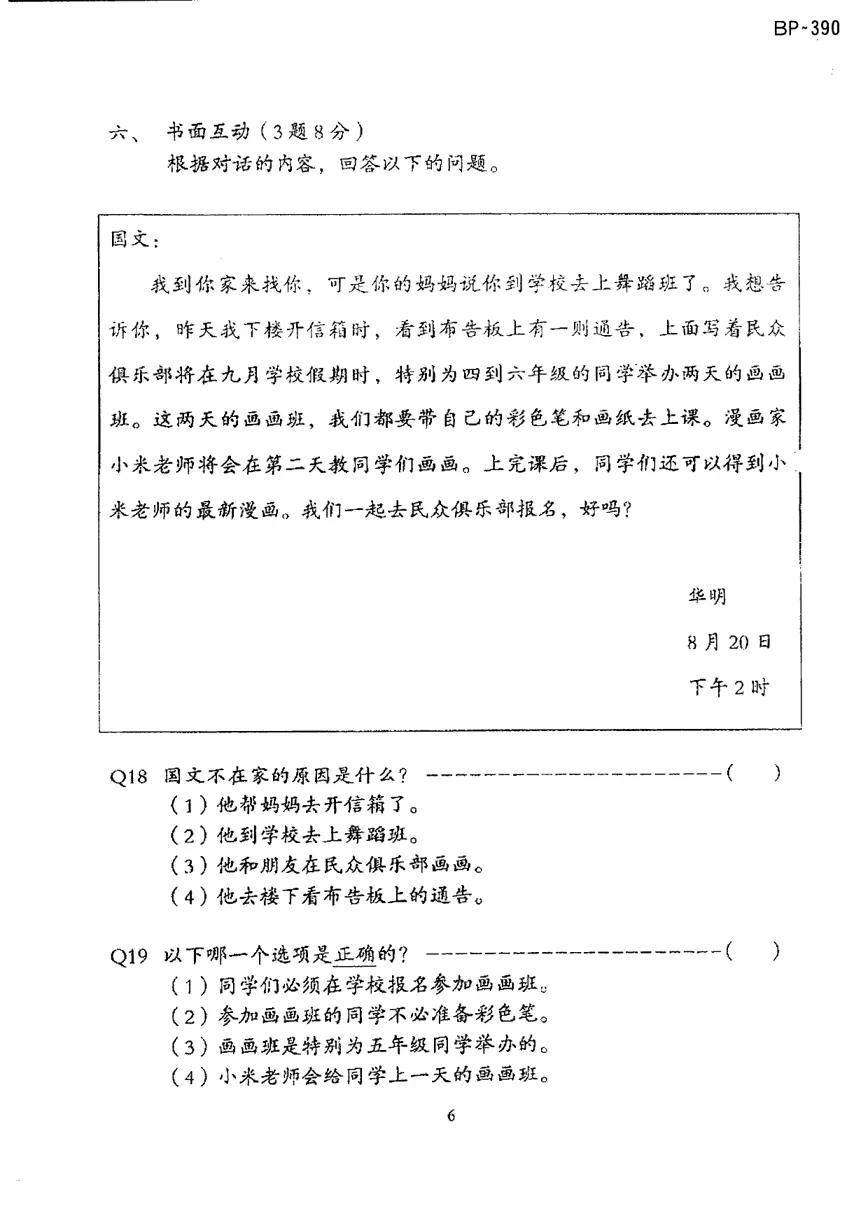 BP-390
六、 书面互动（3题8分）
根据对话的内容，回答以下的问题。
国文：
我到你家来找你，可是你的妈妈说你到学校去上舞蹈班了。我想告
诉你，昨天我下楼开信箱时，看到布告板上有一则通告，上面写着民众
俱乐部将在九月学校假期时，特别为四到六年级的同学举办两天的画画
班。这两天的画画班，我们都要带自己的彩色笔和画纸去上课。漫画家
小米老师将会在第二天教同学们画画。上完课后，同学们还可以得到小
米老师的最新漫画。我们一起去民众俱乐部报名，好吗？
华明
8月20日
下午2时
Q18 国文不在家的原因是什么？ ----------------------（ ）
（1）他帮妈妈去开信箱了。
（2）他到学校去上舞蹈班。
（3）他和朋友在民众俱乐部画画。
（4）他去楼下看布告板上的通告。
Q19 以下哪一个选项是正确的？ ----------------------（ ）
（1）同学们必须在学校报名参加画画班。
（2）参加画画班的同学不必准备彩色笔。
（3）画画班是特别为五年级同学举办的。
（4）小米老师会给同学上一天的画画班。
6